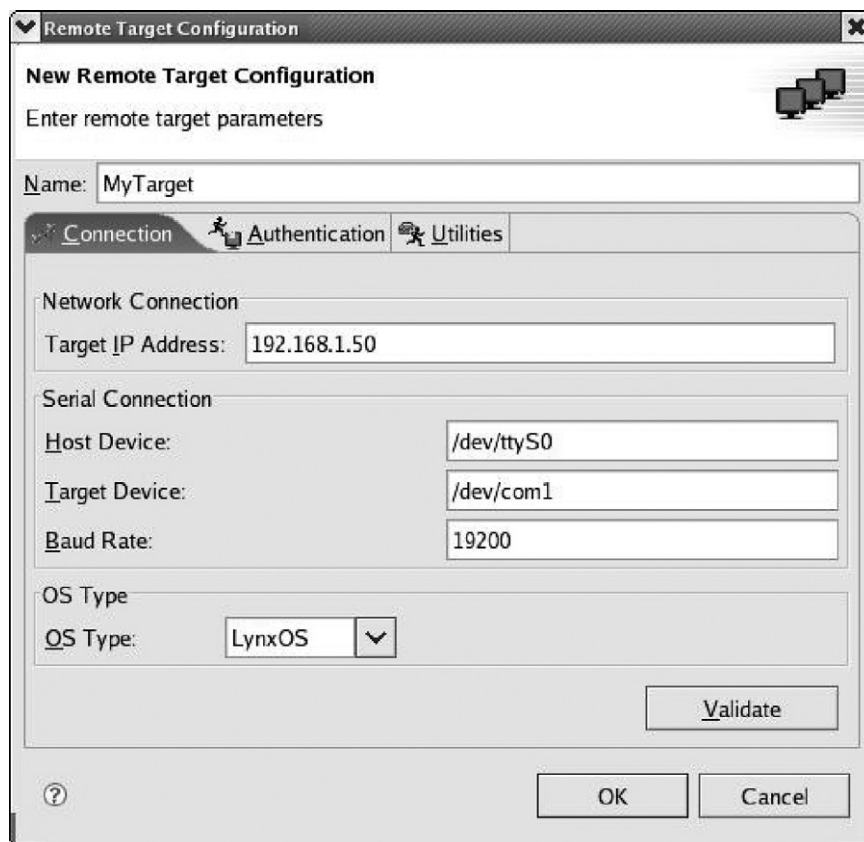 Remote Target Configuration
New Remote Target Configuration
Enter remote target parameters
Name: MyTarget
Connection Authentication Utilities
Network Connection
Target IP Address: 192.168.1.50
Serial Connection
Host Device: /dev/ttyS0
Target Device: /dev/com1
Baud Rate: 19200
OS Type
OS Type: LynxOS
Validate
? OK Cancel